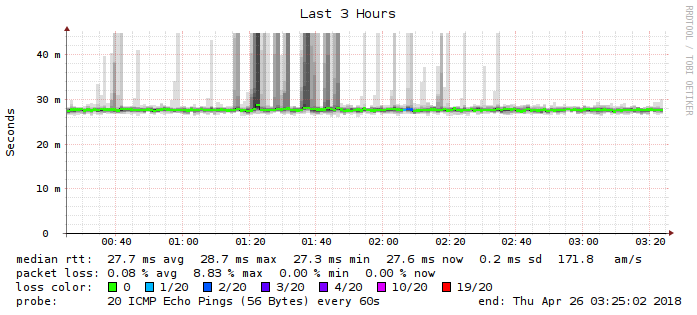 Last 3 Hours
RRDTOOL / TOBI OETIKER
Seconds
40 m
30 m
20 m
10 m
0
00:40 01:00 01:20 01:40 02:00 02:20 02:40 03:00 03:20
median rtt: 27.7 ms avg 28.7 ms max 27.3 ms min 27.6 ms now 0.2 ms sd 171.8 am/s
packet loss: 0.08 % avg 8.83 % max 0.00 % min 0.00 % now
loss color: 0 1/20 2/20 3/20 4/20 10/20 19/20
probe: 20 ICMP Echo Pings (56 Bytes) every 60s end: Thu Apr 26 03:25:02 2018